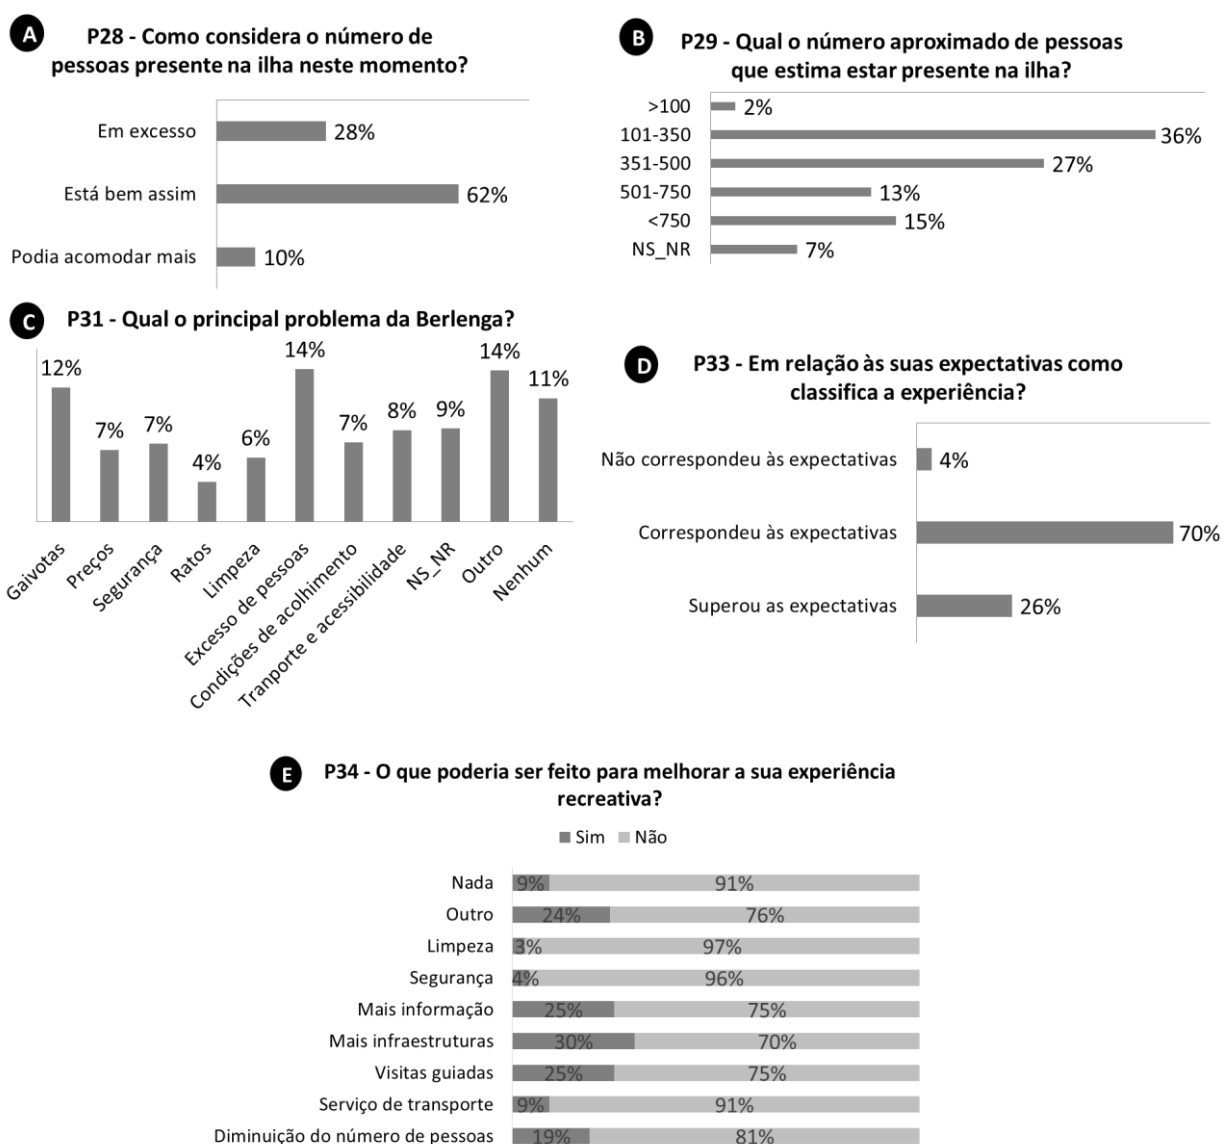 A
P28 - Como considera o número de
pessoas presente na ilha neste momento?
Em excesso 28%
Está bem assim 62%
Podia acomodar mais 10%
B
P29 - Qual o número aproximado de pessoas
que estima estar presente na ilha?
>100 2%
101-350 36%
351-500 27%
501-750 13%
<750 15%
NS_NR 7%
C
P31 - Qual o principal problema da Berlenga?
12% 7% 7% 4% 6% 14% 7% 8% 9% 14% 11%
Gaivotas
Preços
Segurança
Ratos
Limpeza
Excesso de pessoas
Condições de acolhimento
Tranporte e acessibilidade
NS_NR
Outro
Nenhum
D
P33 - Em relação às suas expectativas como
classifica a experiência?
Não correspondeu às expectativas 4%
Correspondeu às expectativas 70%
Superou as expectativas 26%
E
P34 - O que poderia ser feito para melhorar a sua experiência
recreativa?
Sim Não
Nada 9% 91%
Outro 24% 76%
Limpeza 3% 97%
Segurança 4% 96%
Mais informação 25% 75%
Mais infraestruturas 30% 70%
Visitas guiadas 25% 75%
Serviço de transporte 9% 91%
Diminuição do número de pessoas 19% 81%